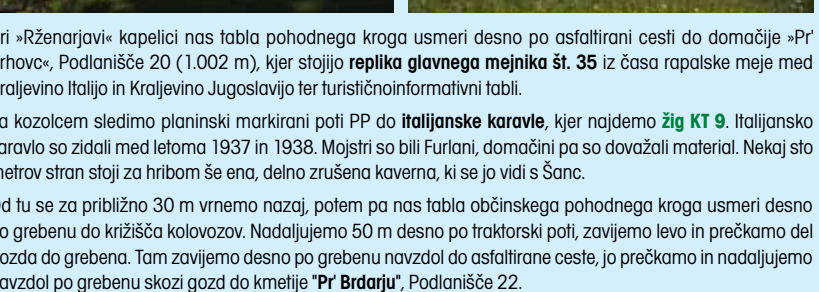 ri »Rženarjavi« kapelici nas tabla pohodnega kroga usmeri desno po asfaltirani cesti do domačije »Pr'
rhovc«, Podlanišče 20 (1.002 m), kjer stojijo replika glavnega mejnika št. 35 iz časa rapalske meje med
raljevino Italijo in Kraljevino Jugoslavijo ter turističnoinformativni tabli.
a kozolcem sledimo planinski markirani poti PP do italijanske karavle, kjer najdemo žig KT 9. Italijansko
aravlo so zidali med letoma 1937 in 1938. Mojstri so bili Furlani, domačini pa so dovažali material. Nekaj sto
metrov stran stoji za hribom še ena, delno zrušena kaverna, ki se jo vidi s Šanc.
Od tu se za približno 30 m vrnemo nazaj, potem pa nas tabla občinskega pohodnega kroga usmeri desno
o grebenu do križišča kolovozov. Nadaljujemo 50 m desno po traktorski poti, zavijemo levo in prečkamo del
ozda do grebena. Tam zavijemo desno po grebenu navzdol do asfaltirane ceste, jo prečkamo in nadaljujemo
avzdol po grebenu skozi gozd do kmetije "Pr' Brdarju", Podlanišče 22.